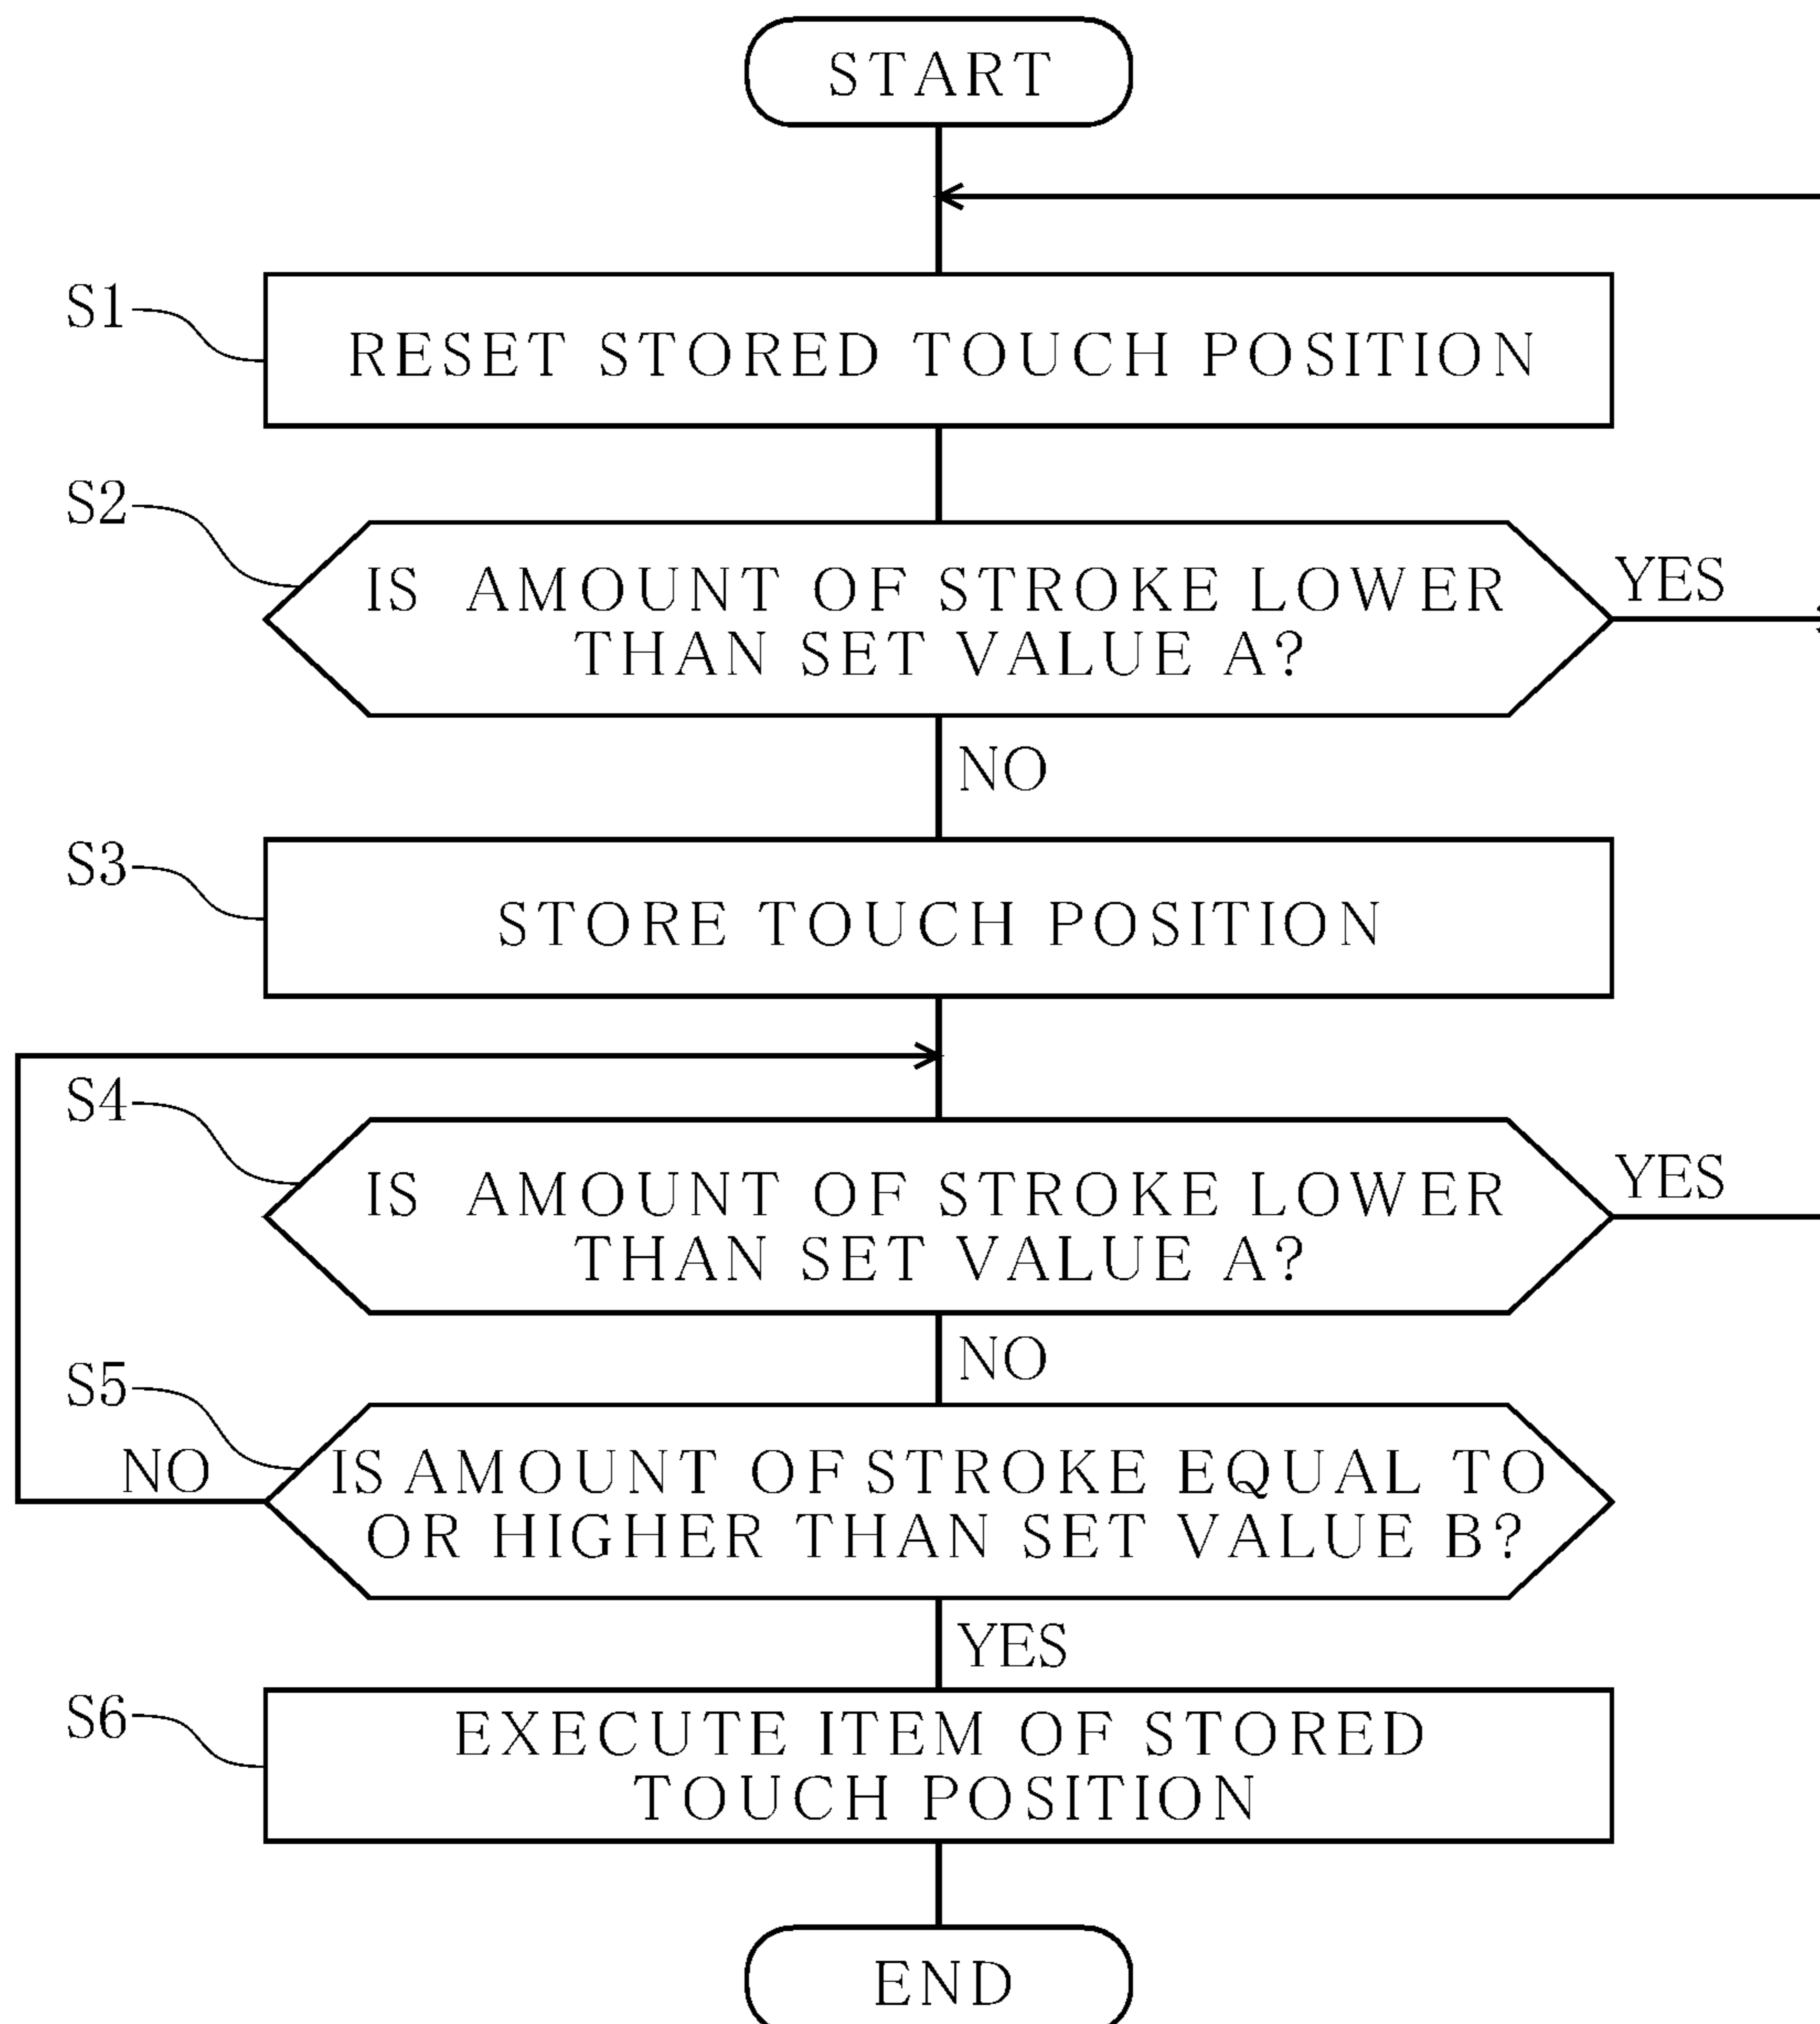 START
S1
RESET STORED TOUCH POSITION
S2
IS AMOUNT OF STROKE LOWER
THAN SET VALUE A?
YES
NO
S3
STORE TOUCH POSITION
S4
IS AMOUNT OF STROKE LOWER
THAN SET VALUE A?
YES
NO
S5
NO
IS AMOUNT OF STROKE EQUAL TO
OR HIGHER THAN SET VALUE B?
YES
S6
EXECUTE ITEM OF STORED
TOUCH POSITION
END